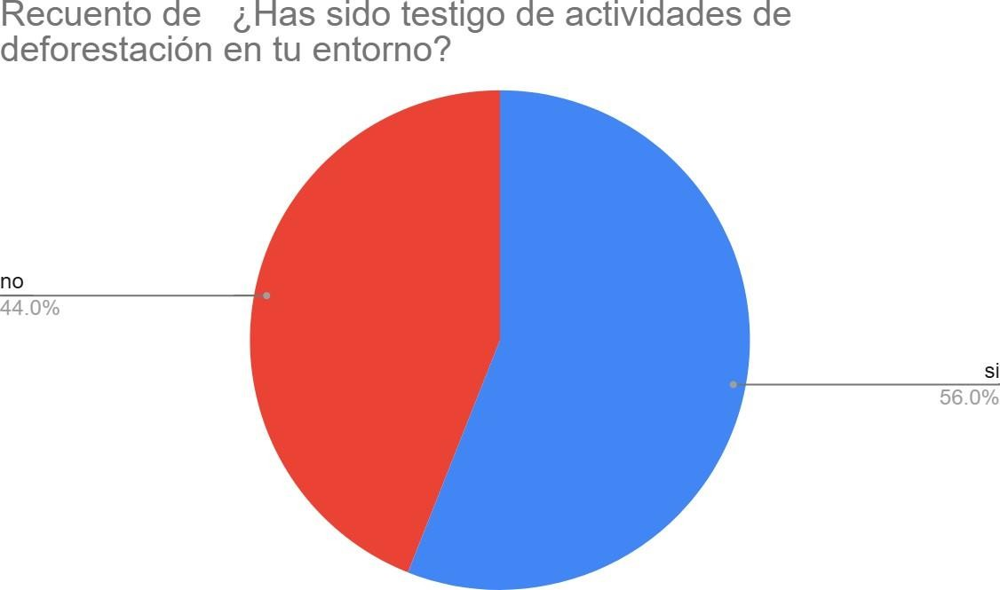 Recuento de ¿Has sido testigo de actividades de
deforestación en tu entorno?
no
44.0%
si
56.0%